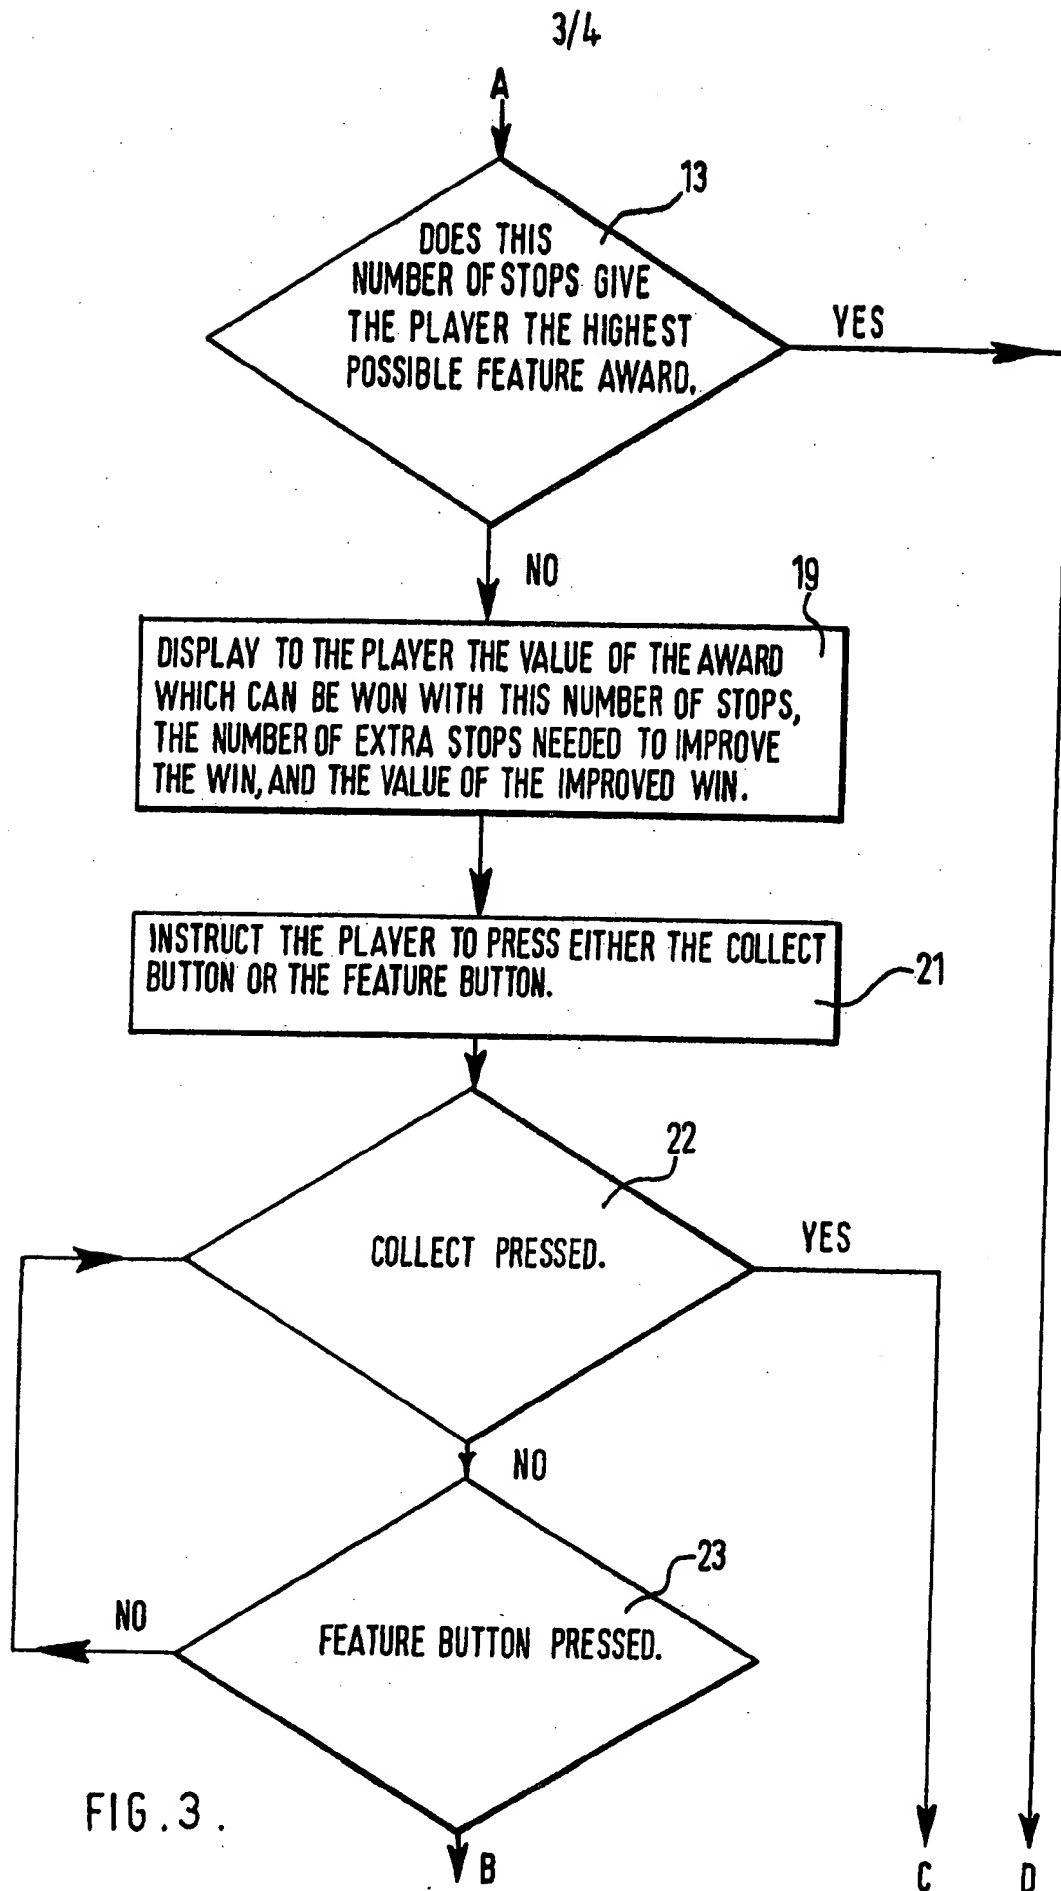 3/4
A
13
DOES THIS
NUMBER OF STOPS GIVE
THE PLAYER THE HIGHEST
POSSIBLE FEATURE AWARD.
YES
NO
19
DISPLAY TO THE PLAYER THE VALUE OF THE AWARD
WHICH CAN BE WON WITH THIS NUMBER OF STOPS,
THE NUMBER OF EXTRA STOPS NEEDED TO IMPROVE
THE WIN, AND THE VALUE OF THE IMPROVED WIN.
INSTRUCT THE PLAYER TO PRESS EITHER THE COLLECT
BUTTON OR THE FEATURE BUTTON.
21
22
COLLECT PRESSED.
YES
NO
23
FEATURE BUTTON PRESSED.
NO
FIG.3.
B
C
D